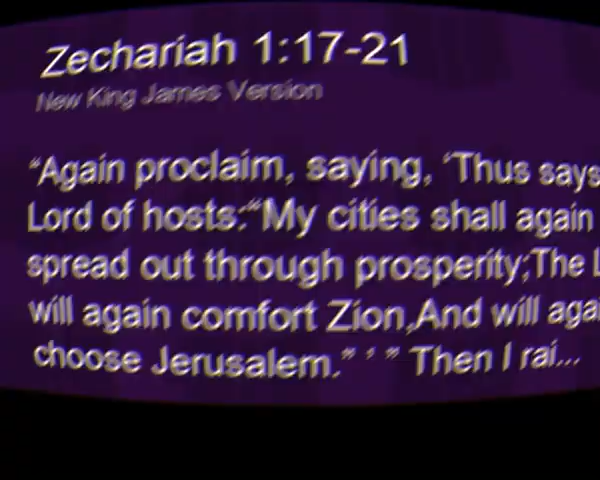 Zechariah 1:17-21
New King James Version
“Again proclaim, saying, ‘Thus says
Lord of hosts:“My cities shall again
spread out through prosperity;The
will again comfort Zion,And will
choose Jerusalem.” ’ ” Then I rai...